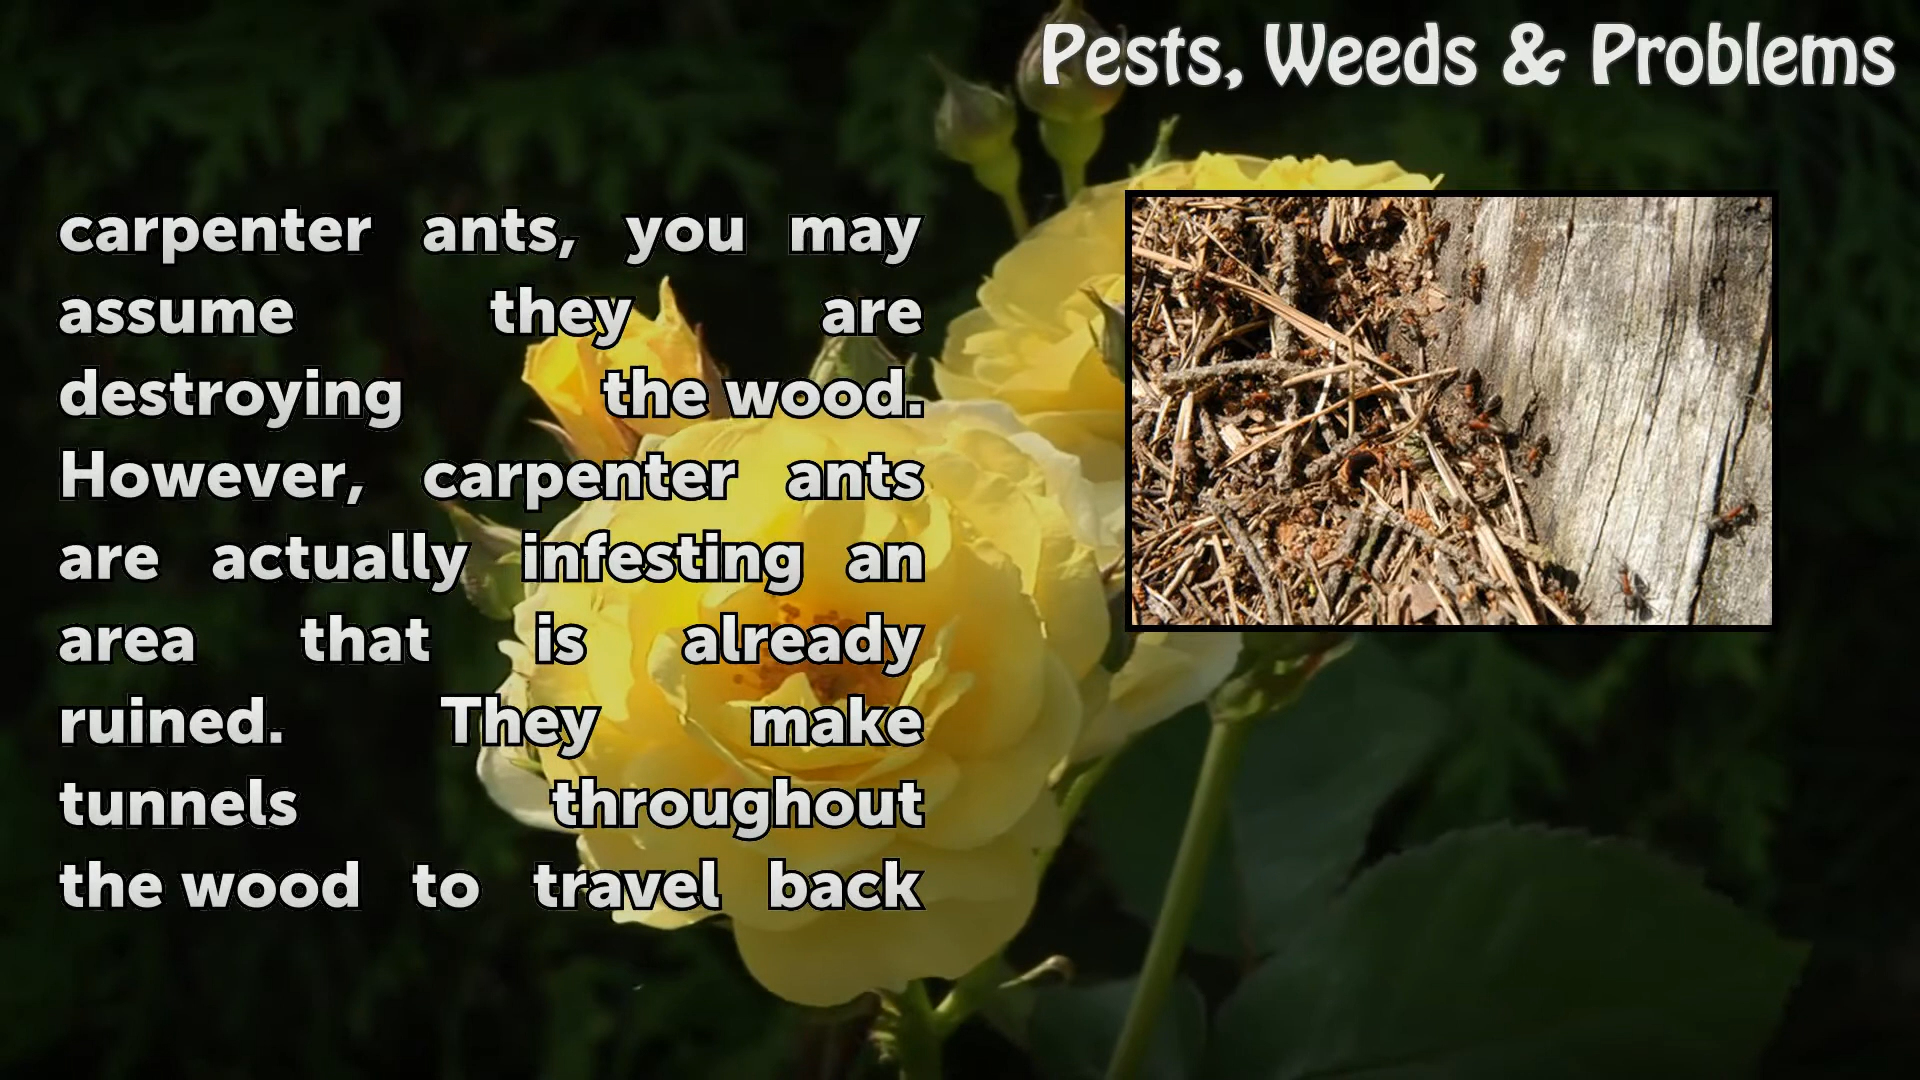 Pests, Weeds & Problems
carpenter ants, you may
assume they are
destroying the wood.
However, carpenter ants
are actually infesting an
area that is already
ruined. They make
tunnels throughout
the wood to travel back